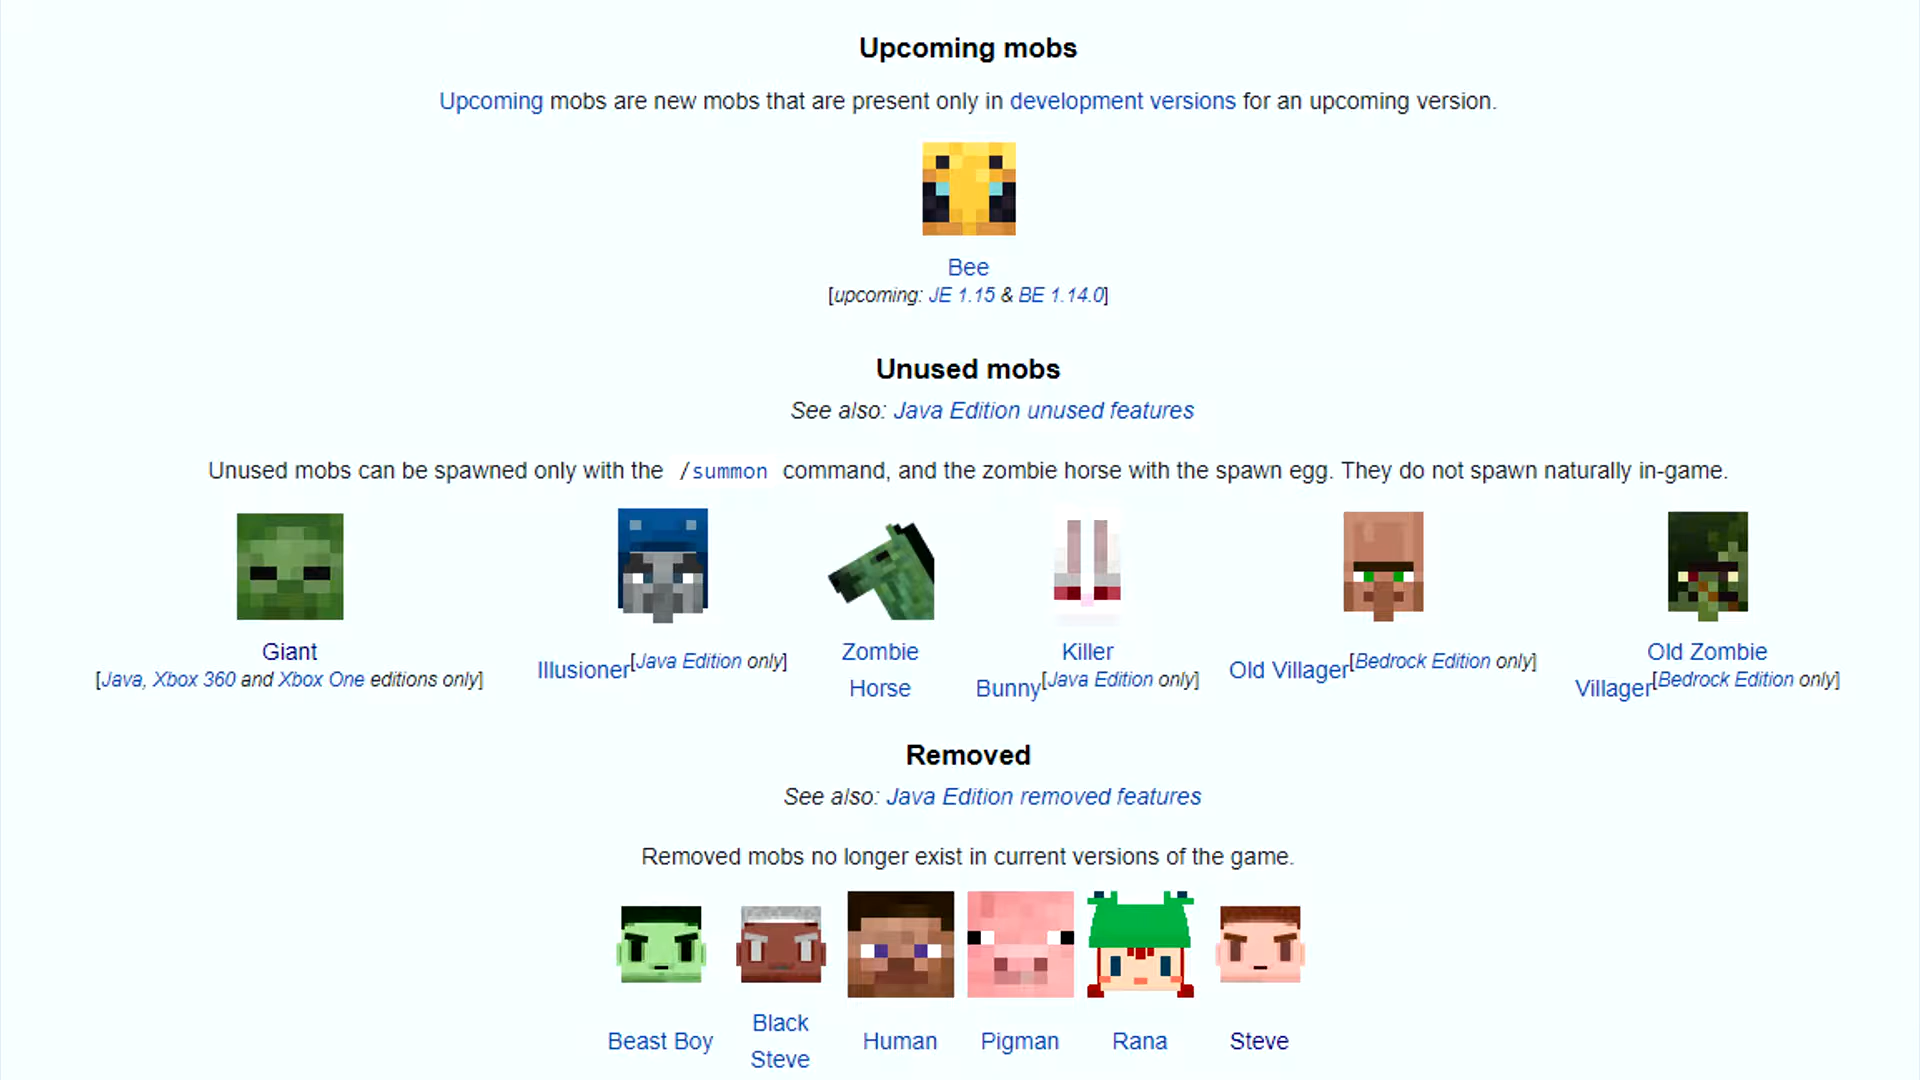 Upcoming mobs
Upcoming mobs are new mobs that are present only in development versions for an upcoming version.
Bee
[upcoming: JE 1.15 & BE 1.14.0]
Unused mobs
See also: Java Edition unused features
Unused mobs can be spawned only with the /summon command, and the zombie horse with the spawn egg. They do not spawn naturally in-game.
Giant
[Java, Xbox 360 and Xbox One editions only]
Illusioner[Java Edition only]
Zombie
Horse
Killer
Bunny[Java Edition only]
Old Villager[Bedrock Edition only]
Old Zombie
Villager[Bedrock Edition only]
Removed
See also: Java Edition removed features
Removed mobs no longer exist in current versions of the game.
Beast Boy
Black
Steve
Human
Pigman
Rana
Steve